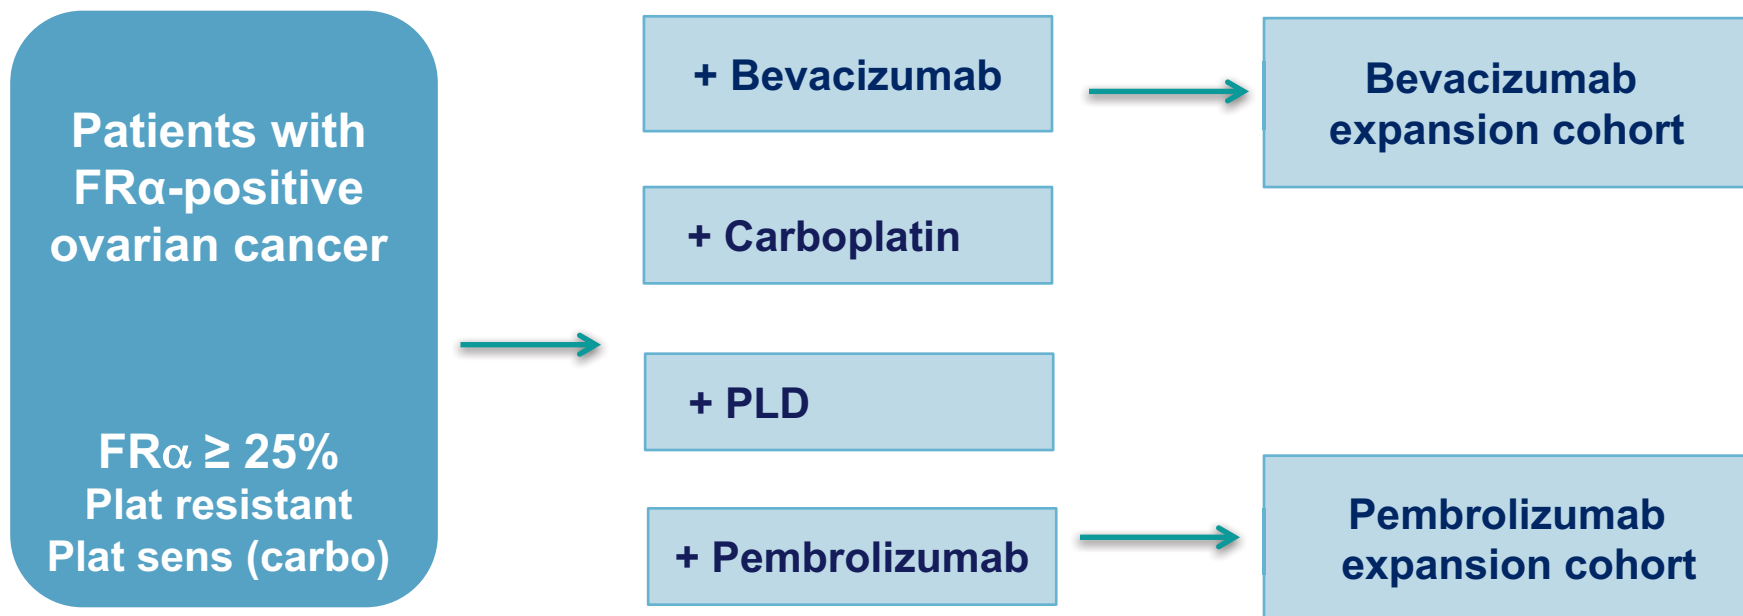 Patients with
FRα-positive
ovarian cancer
FRα ≥ 25%
Plat resistant
Plat sens (carbo)
+ Bevacizumab
+ Carboplatin
+ PLD
+ Pembrolizumab
Bevacizumab
expansion cohort
Pembrolizumab
expansion cohort